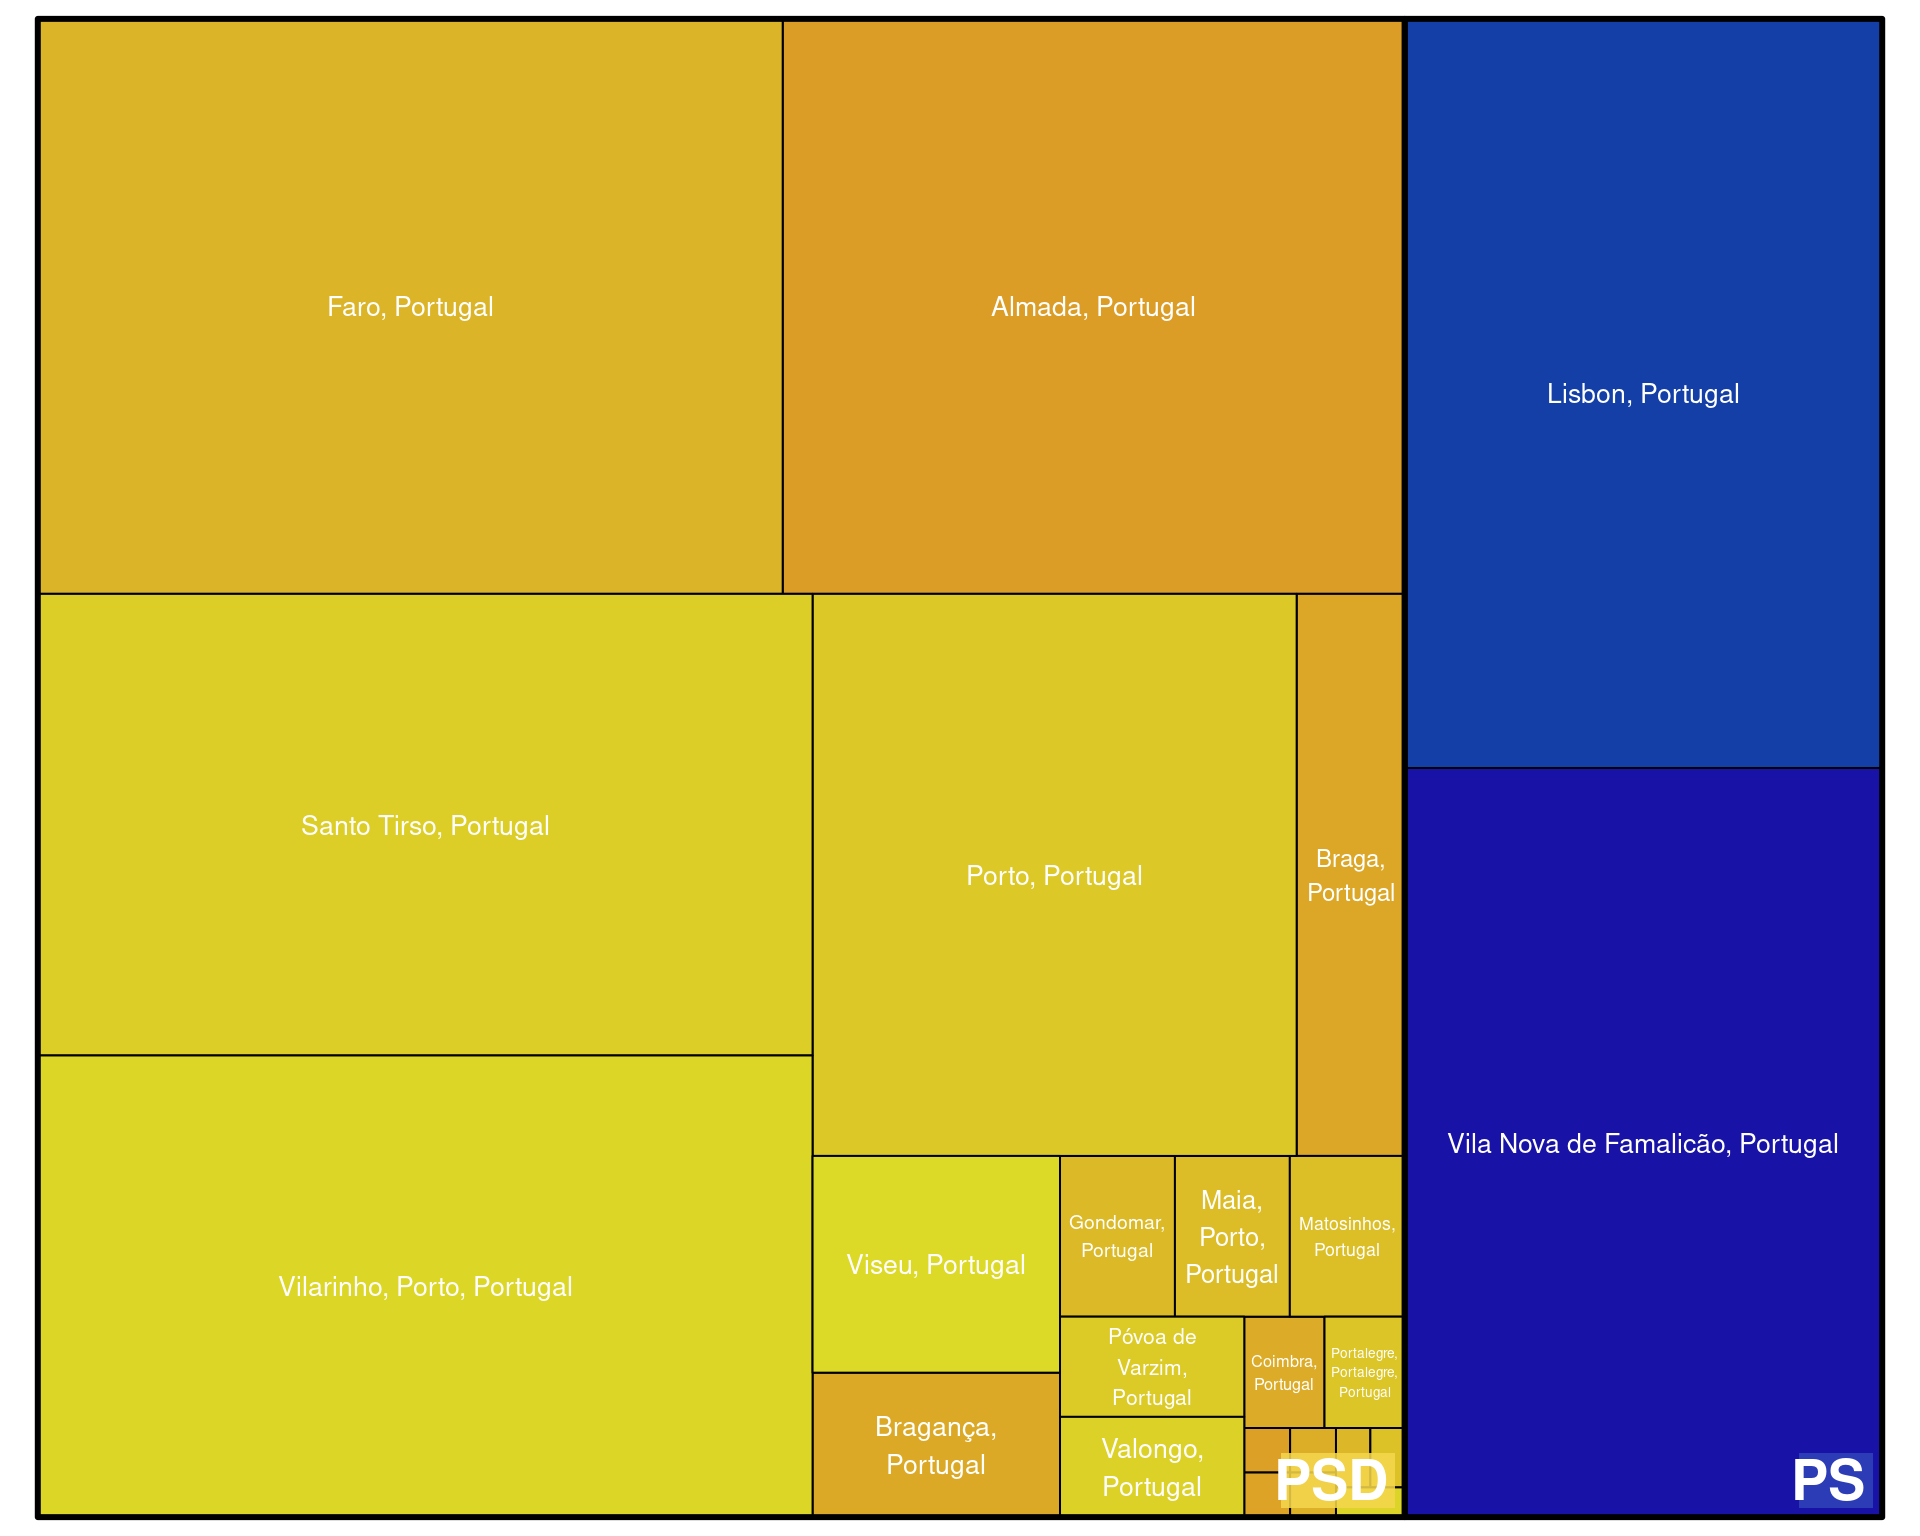 Faro, Portugal
Almada, Portugal
Lisbon, Portugal
Santo Tirso, Portugal
Porto, Portugal
Braga,
Portugal
Vila Nova de Famalicão, Portugal
Vilarinho, Porto, Portugal
Viseu, Portugal
Gondomar,
Portugal
Maia,
Porto,
Portugal
Matosinhos,
Portugal
Póvoa de
Varzim,
Portugal
Coimbra,
Portugal
Portalegre,
Portalegre,
Portugal
Bragança,
Portugal
Valongo,
Portugal
PSD
PS